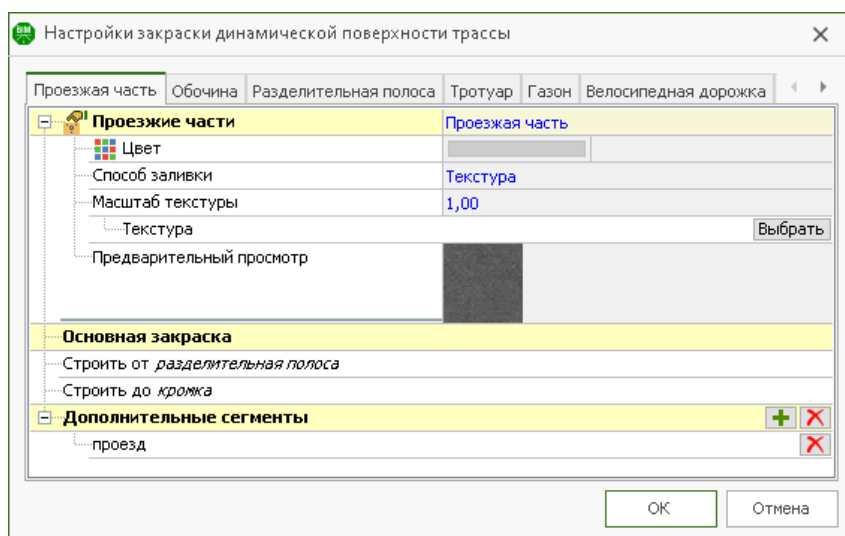 BIM Настройки закраски динамической поверхности трассы
Проезжая часть Обочина Разделительная полоса Тротуар Газон Велосипедная дорожка
Проезжие части Проезжая часть
Цвет
Способ заливки Текстура
Масштаб текстуры 1,00
Текстура Выбрать
Предварительный просмотр
Основная закраска
Строить от разделительная полоса
Строить до кромка
Дополнительные сегменты
проезд
ОК Отмена